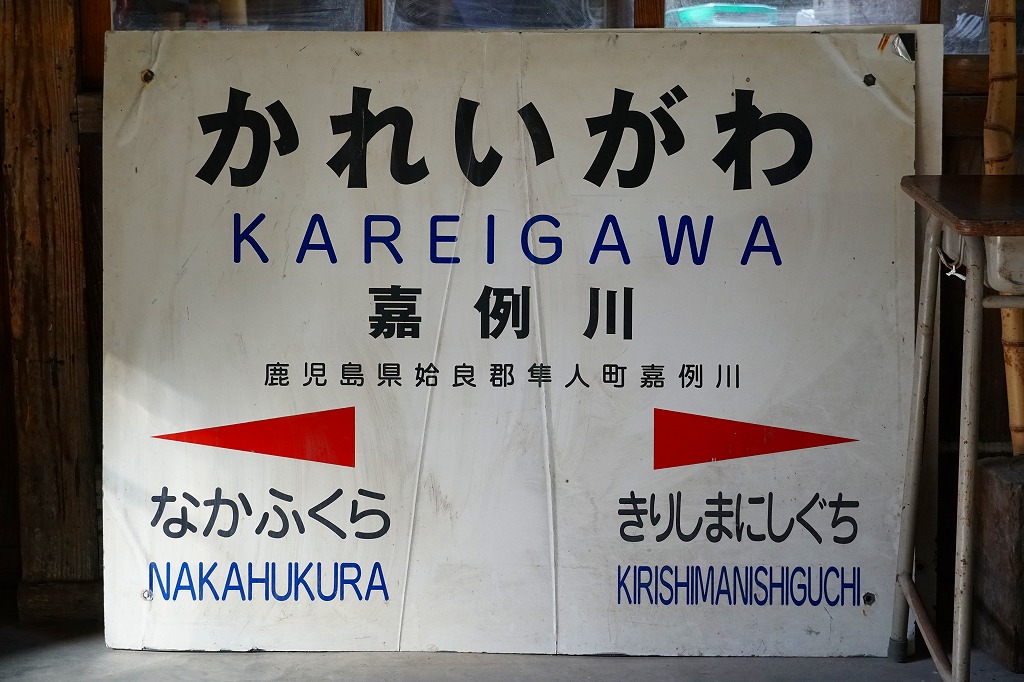 かれいがわ
KAREIGAWA
嘉例川
鹿児島県姶良郡隼人町嘉例川
なかふくら
NAKAHUKURA
きりしまにしぐち
KIRISHIMANISHIGUCHI